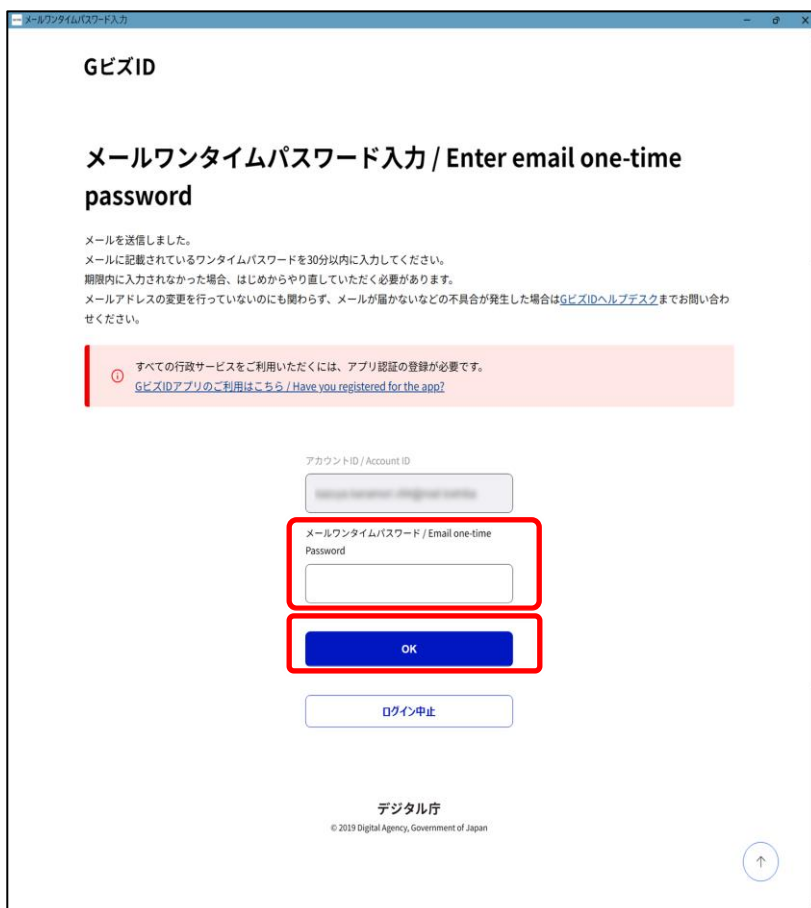 メールワンタイムパスワード入力
GビズID
メールワンタイムパスワード入力 / Enter email one-time
password
メールを送信しました。
メールに記載されているワンタイムパスワードを30分以内に入力してください。
期限内に入力されなかった場合、はじめからやり直していただく必要があります。
メールアドレスの変更を行っていないのにも関わらず、メールが届かないなどの不具合が発生した場合はGビズIDヘルプデスクまでお問い合わ
せください。
すべての行政サービスをご利用いただくには、アプリ認証の登録が必要です。
GビズIDアプリのご利用はこちら / Have you registered for the app?
アカウントID / Account ID
メールワンタイムパスワード / Email one-time
Password
OK
ログイン中止
デジタル庁
© 2019 Digital Agency, Government of Japan